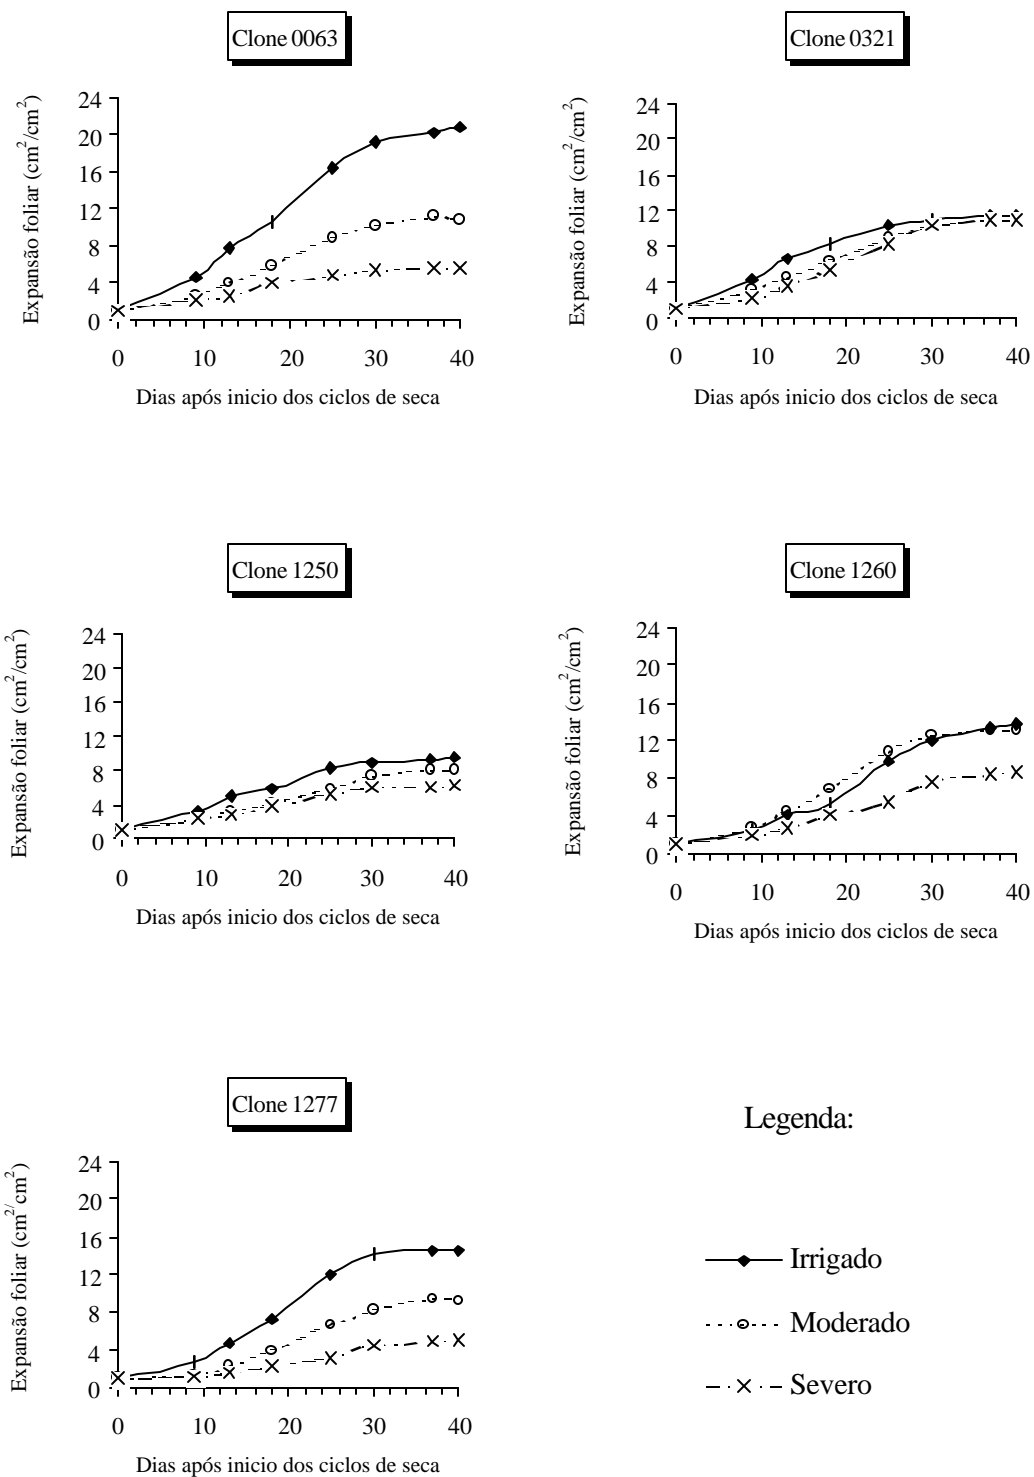 Clone 0063
Expansão foliar (cm²/cm²)
24
20
16
12
8
4
0
0 10 20 30 40
Dias após inicio dos ciclos de seca
Clone 0321
Expansão foliar (cm²/cm²)
24
20
16
12
8
4
0
0 10 20 30 40
Dias após inicio dos ciclos de seca
Clone 1250
Expansão foliar (cm²/cm²)
24
20
16
12
8
4
0
0 10 20 30 40
Dias após inicio dos ciclos de seca
Clone 1260
Expansão foliar (cm²/cm²)
24
20
16
12
8
4
0
0 10 20 30 40
Dias após inicio dos ciclos de seca
Clone 1277
Expansão foliar (cm²/cm²)
24
20
16
12
8
4
0
0 10 20 30 40
Dias após inicio dos ciclos de seca
Legenda:
Irrigado
Moderado
Severo